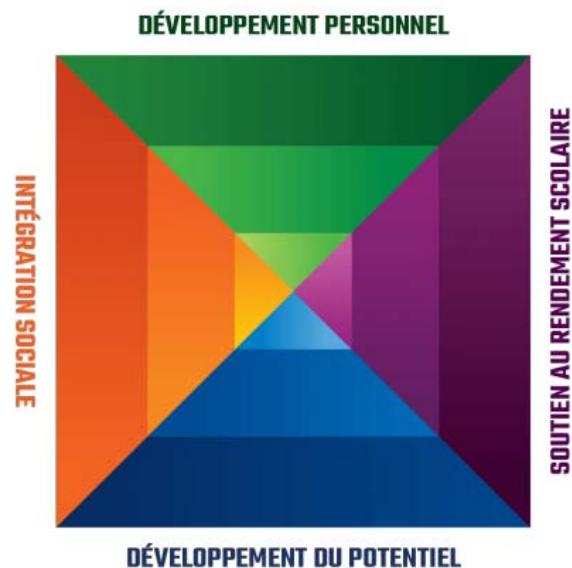 DÉVELOPPEMENT PERSONNEL
INTÉGRATION SOCIALE
SOUTIEN AU RENDEMENT SCOLAIRE
DÉVELOPPEMENT DU POTENTIEL